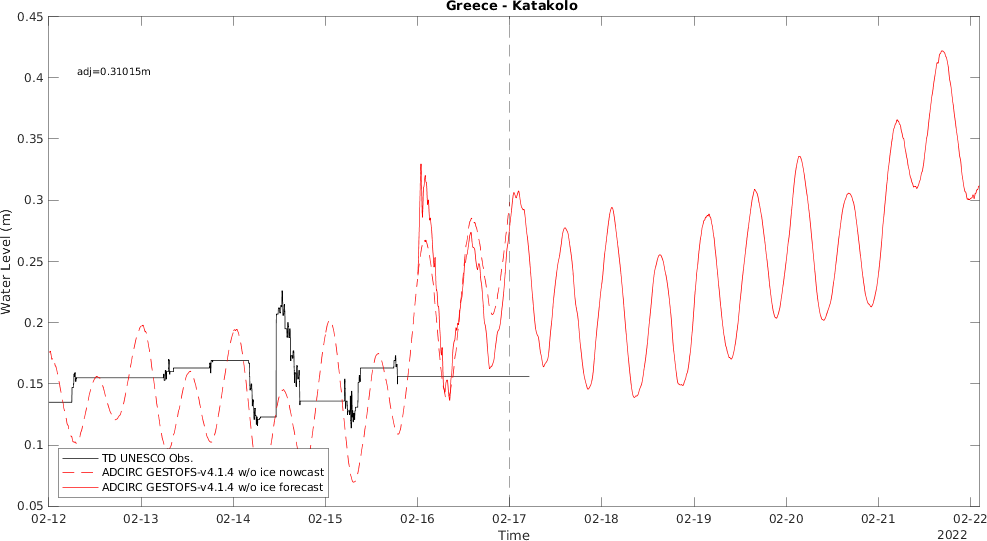 Greece - Katakolo
0.45
0.4
0.35
0.3
0.25
0.2
0.15
0.1
0.05
Water Level (m)
adj=0.31015m
TD UNESCO Obs.
ADCIRC GESTOFS-v4.1.4 w/o ice nowcast
ADCIRC GESTOFS-v4.1.4 w/o ice forecast
02-12 02-13 02-14 02-15 02-16 02-17 02-18 02-19 02-20 02-21 02-22
Time
2022